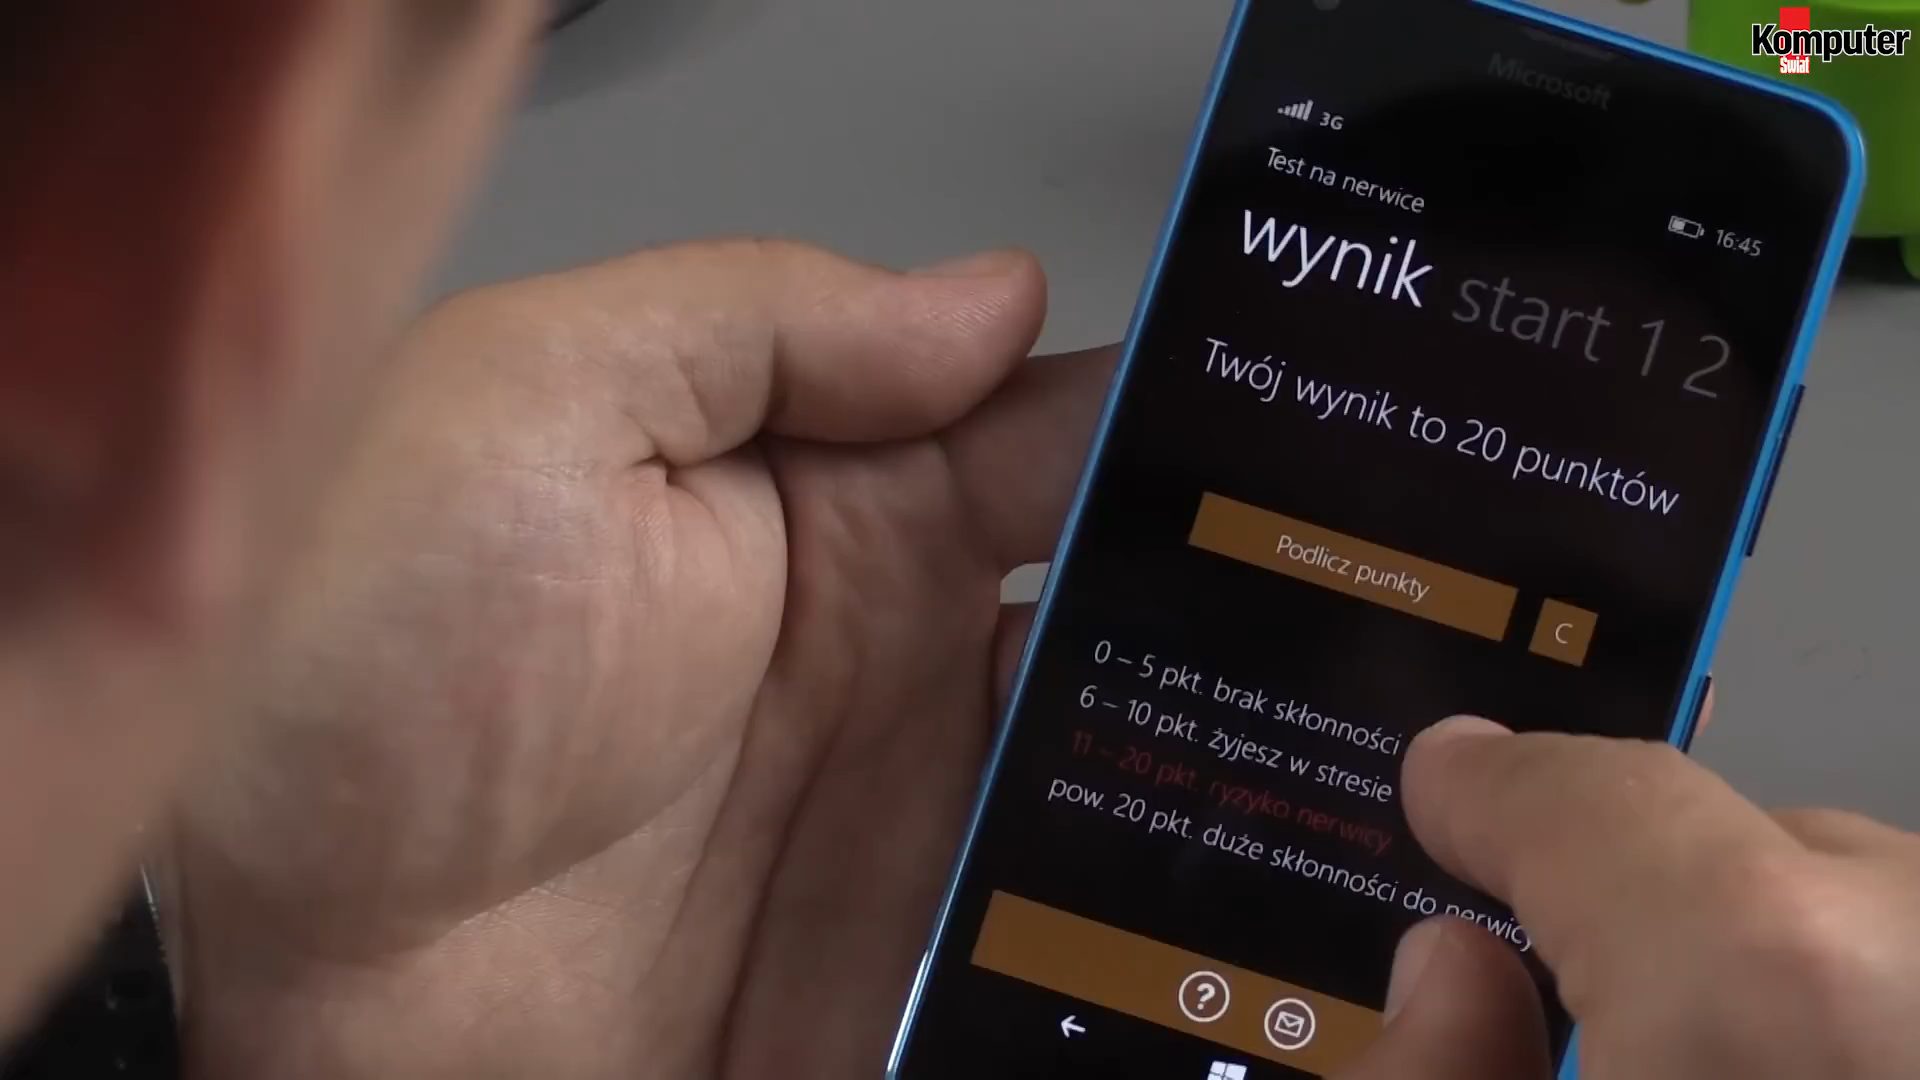 Komputer
Świat
Microsoft
3G
16:45
Test na nerwice
wynik start 1 2
Twój wynik to 20 punktów
Podlicz punkty
C
0 – 5 pkt. brak skłonności
6 – 10 pkt. żyjesz w stresie
11 – 20 pkt. ryzyko nerwicy
pow. 20 pkt. duże skłonności do nerwicy
?